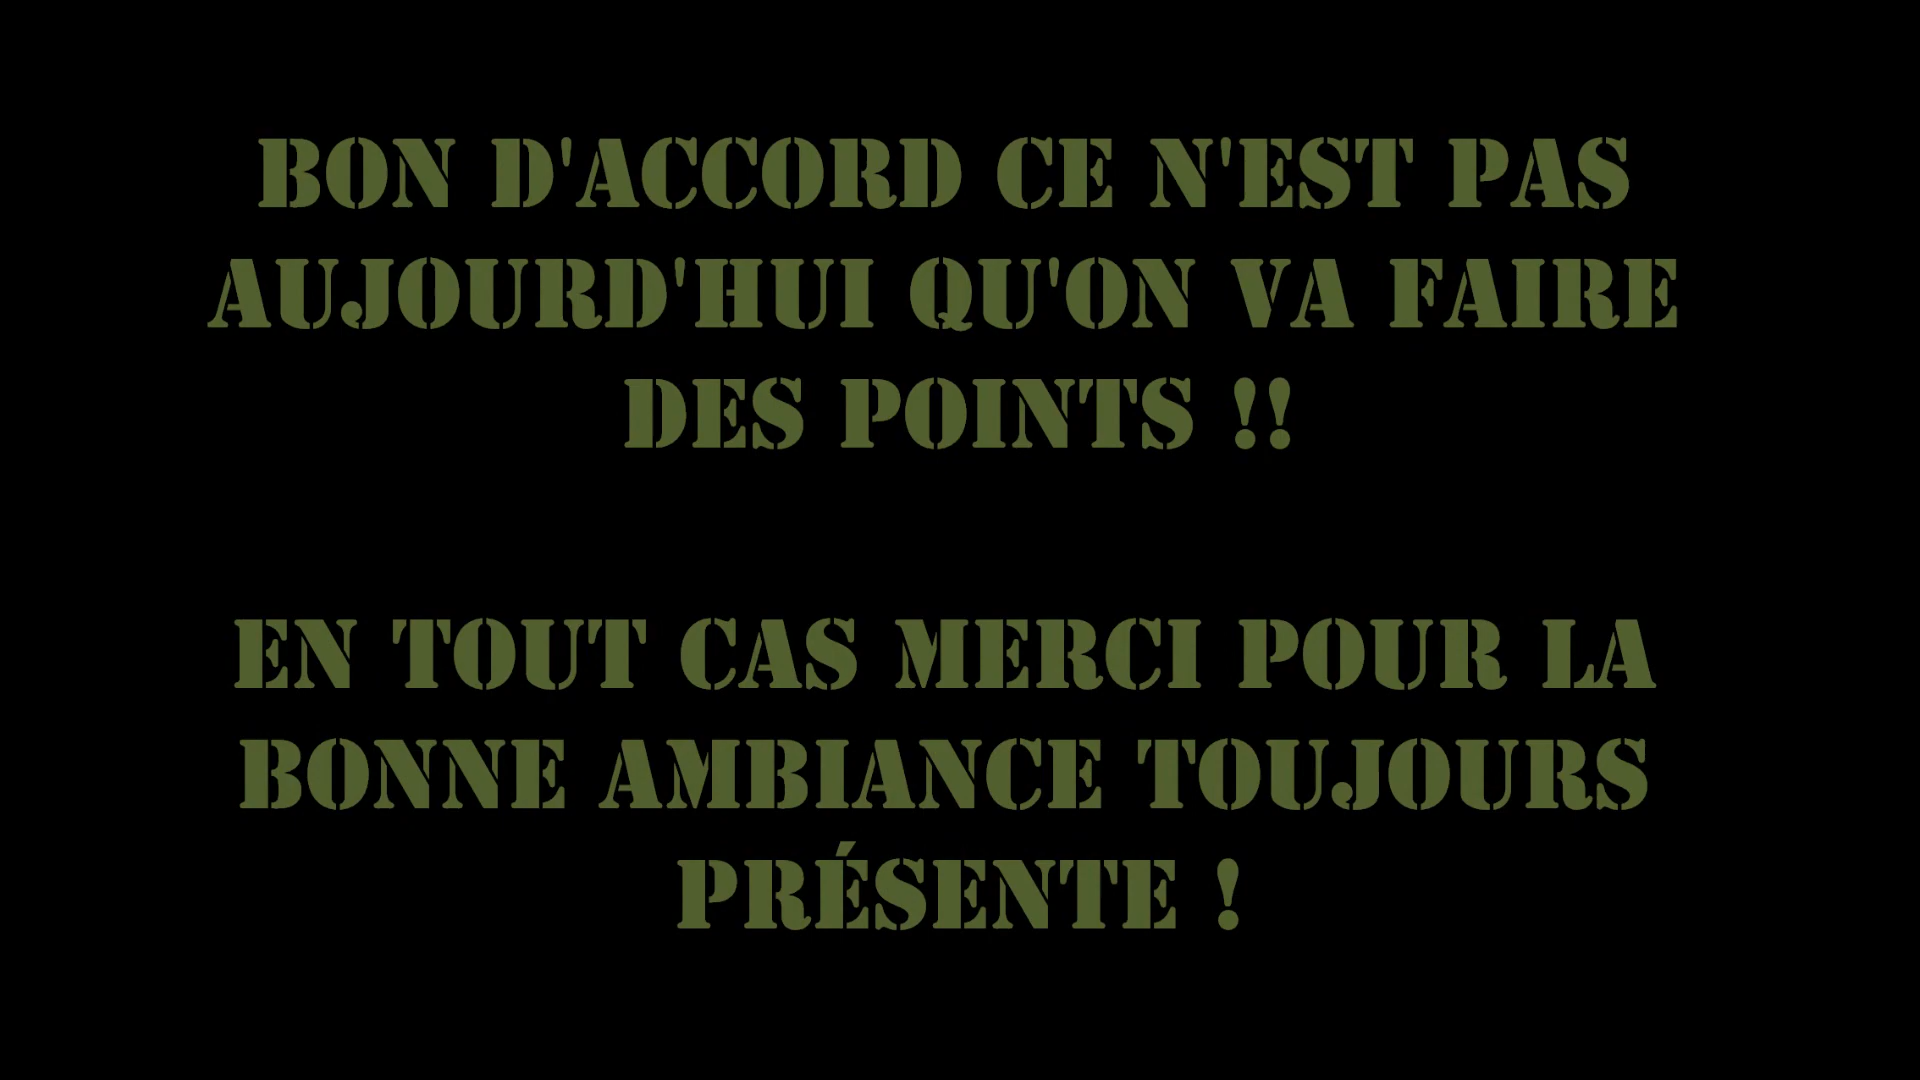 BON D'ACCORD CE N'EST PAS
AUJOURD'HUI QU'ON VA FAIRE
DES POINTS !!
EN TOUT CAS MERCI POUR LA
BONNE AMBIANCE TOUJOURS
PRÉSENTE !